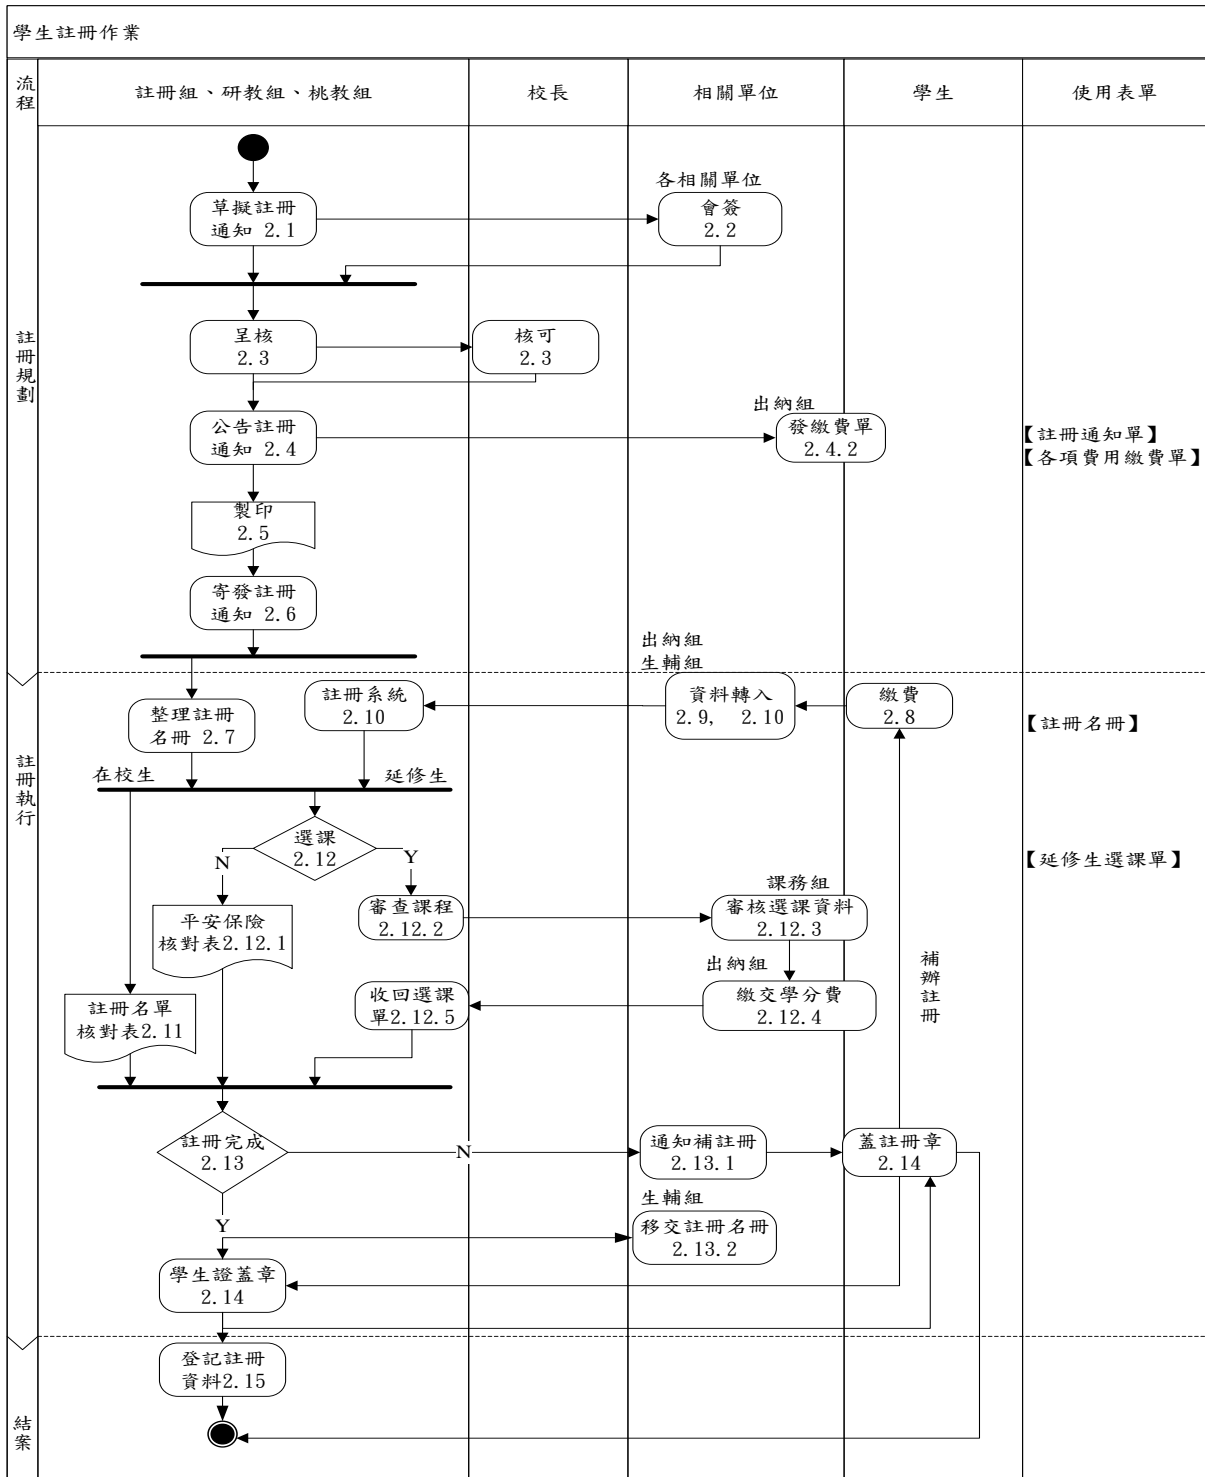 學生註冊作業
流程
註冊組、研教組、桃教組
校長
相關單位
學生
使用表單
各相關單位
草擬註冊
通知 2.1
會簽
2.2
註冊規劃
呈核
2.3
核可
2.3
出納組
公告註冊
通知 2.4
發繳費單
2.4.2
【註冊通知單】
【各項費用繳費單】
製印
2.5
寄發註冊
通知 2.6
出納組
生輔組
註冊執行
整理註冊
名冊 2.7
註冊系統
2.10
資料轉入
2.9, 2.10
繳費
2.8
【註冊名冊】
在校生
延修生
選課
2.12
N
Y
【延修生選課單】
平安保險
核對表2.12.1
審查課程
2.12.2
課務組
審核選課資料
2.12.3
補辦註冊
註冊名單
核對表2.11
收回選課
單2.12.5
出納組
繳交學分費
2.12.4
註冊完成
2.13
N
通知補註冊
2.13.1
蓋註冊章
2.14
Y
生輔組
移交註冊名冊
2.13.2
學生證蓋章
2.14
登記註冊
資料2.15
結案